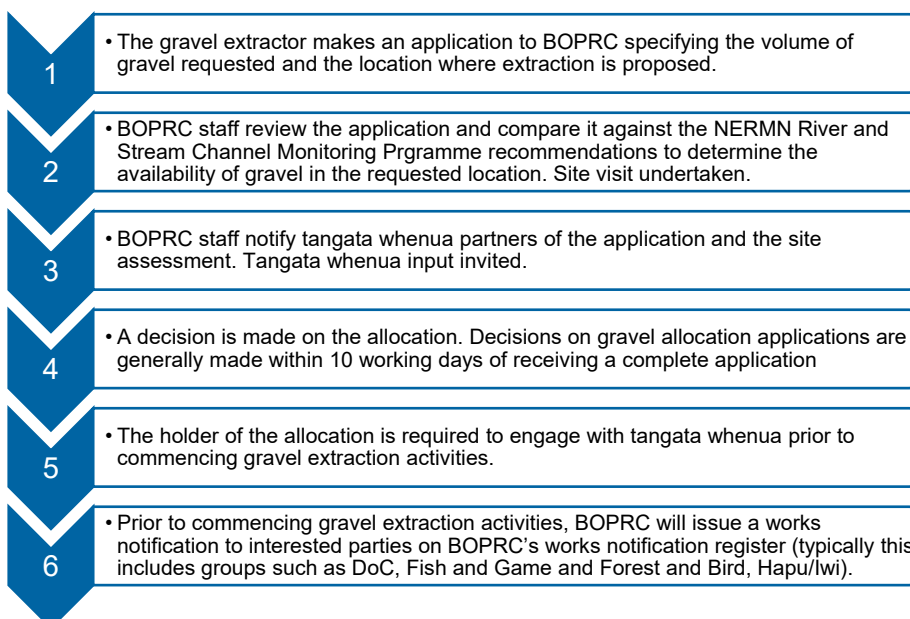 1
• The gravel extractor makes an application to BOPRC specifying the volume of
gravel requested and the location where extraction is proposed.
2
• BOPRC staff review the application and compare it against the NERMN River and
Stream Channel Monitoring Prgramme recommendations to determine the
availability of gravel in the requested location. Site visit undertaken.
3
• BOPRC staff notify tangata whenua partners of the application and the site
assessment. Tangata whenua input invited.
4
• A decision is made on the allocation. Decisions on gravel allocation applications are
generally made within 10 working days of receiving a complete application
5
• The holder of the allocation is required to engage with tangata whenua prior to
commencing gravel extraction activities.
6
• Prior to commencing gravel extraction activities, BOPRC will issue a works
notification to interested parties on BOPRC's works notification register (typically this
includes groups such as DoC, Fish and Game and Forest and Bird, Hapu/Iwi).